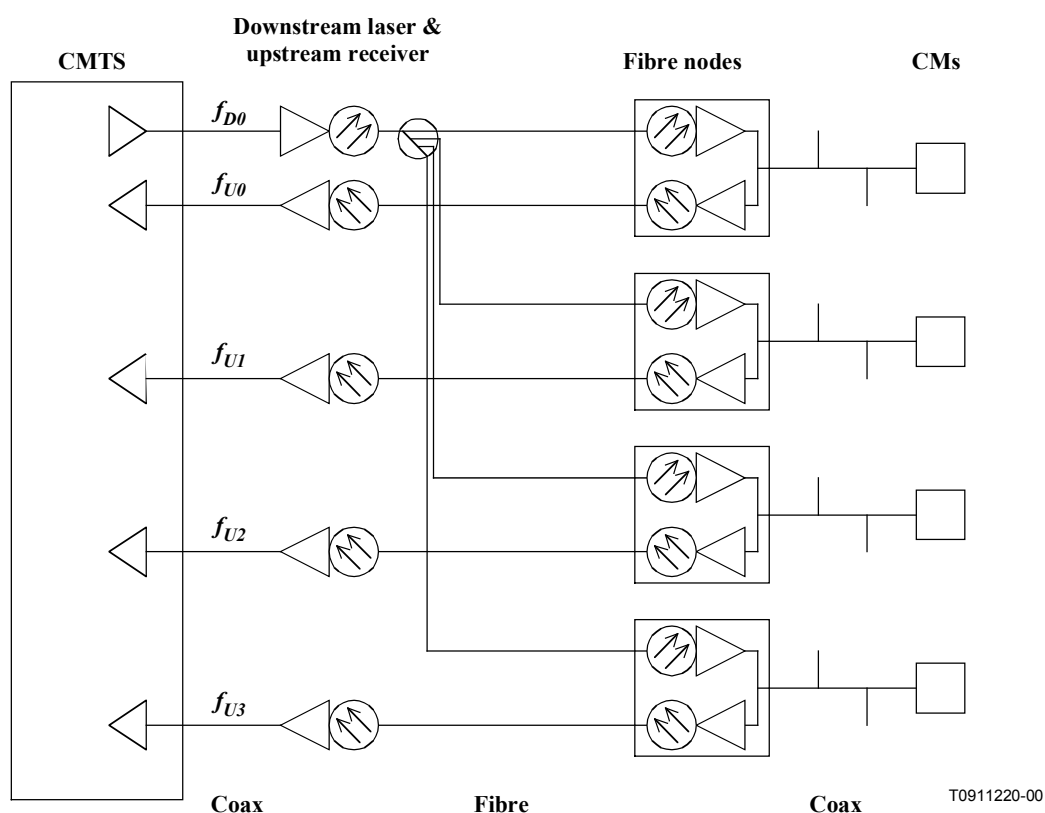 Downstream laser &
upstream receiver
CMTS
Fibre nodes
CMs
fD0
fU0
fU1
fU2
fU3
Coax
Fibre
Coax
T0911220-00